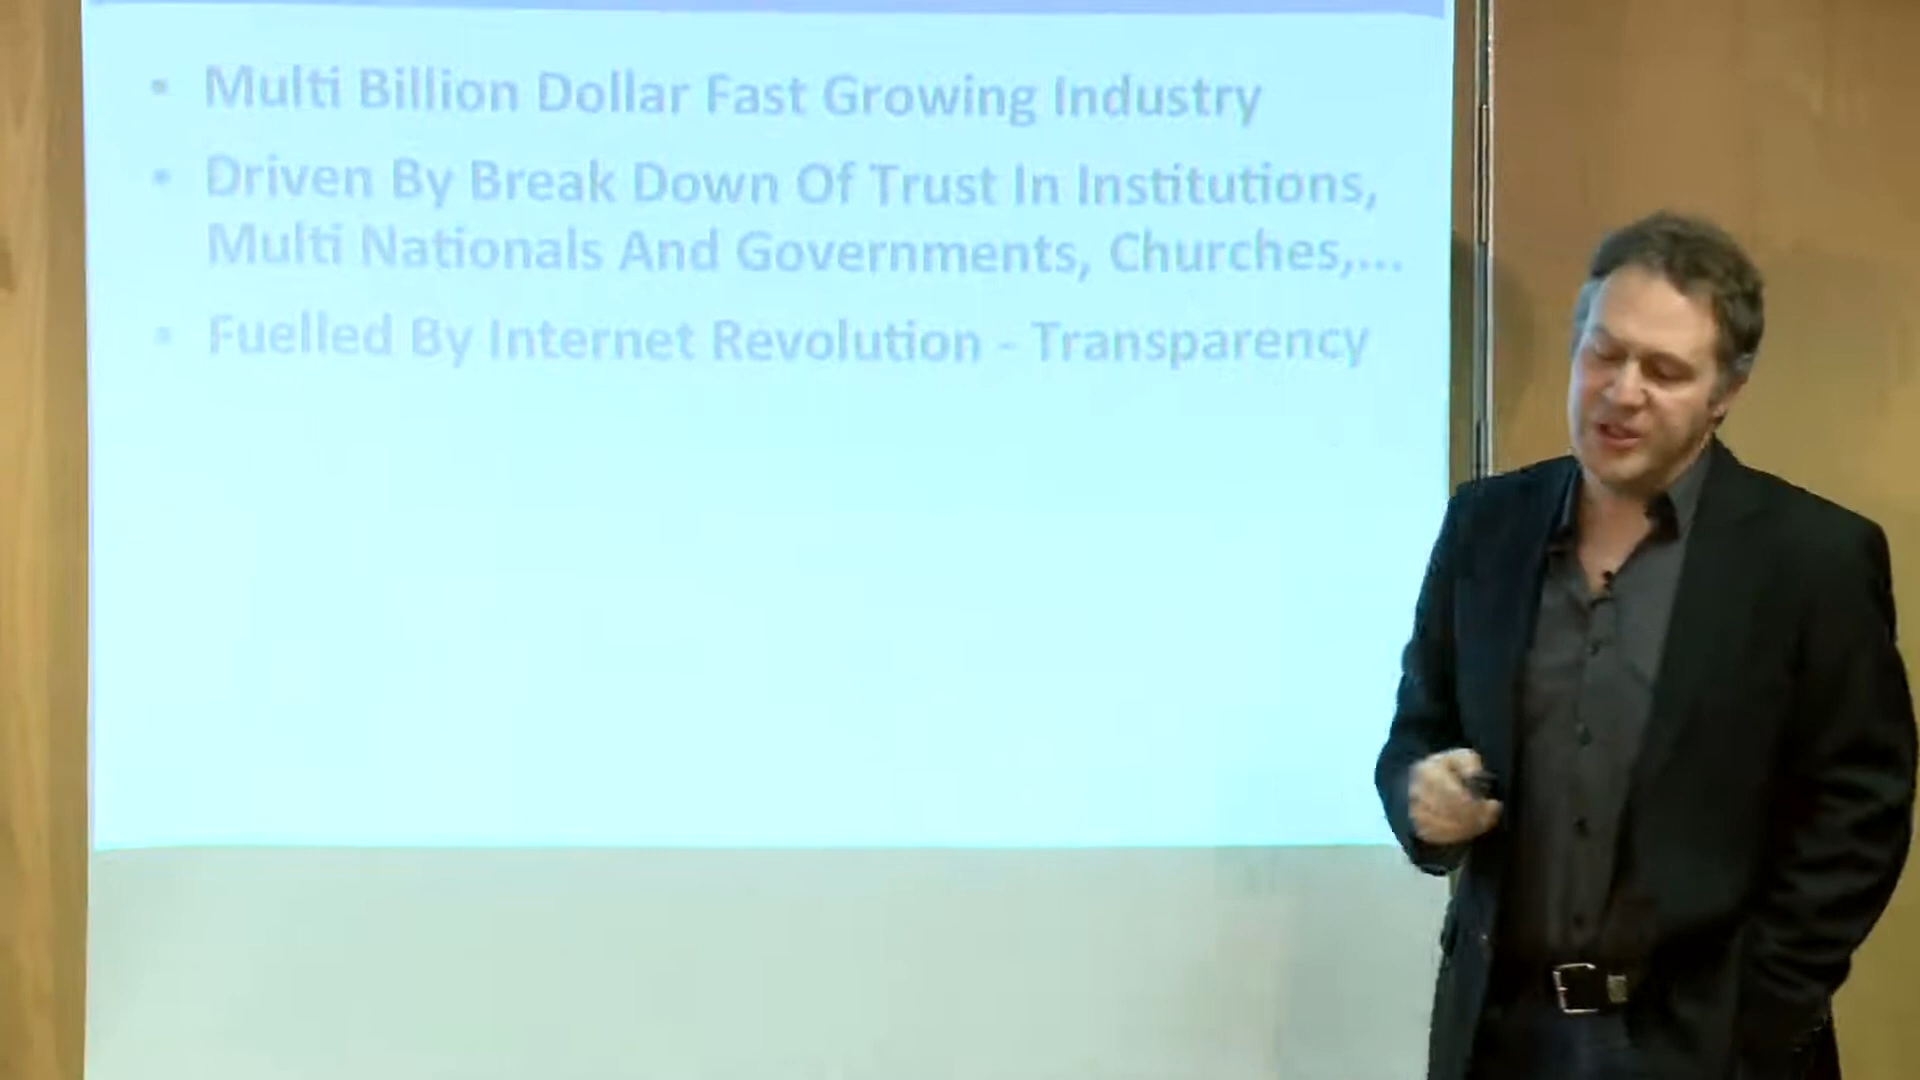 • Multi Billion Dollar Fast Growing Industry
• Driven By Break Down Of Trust In Institutions,
Multi Nationals And Governments, Churches,...
• Fuelled By Internet Revolution - Transparency